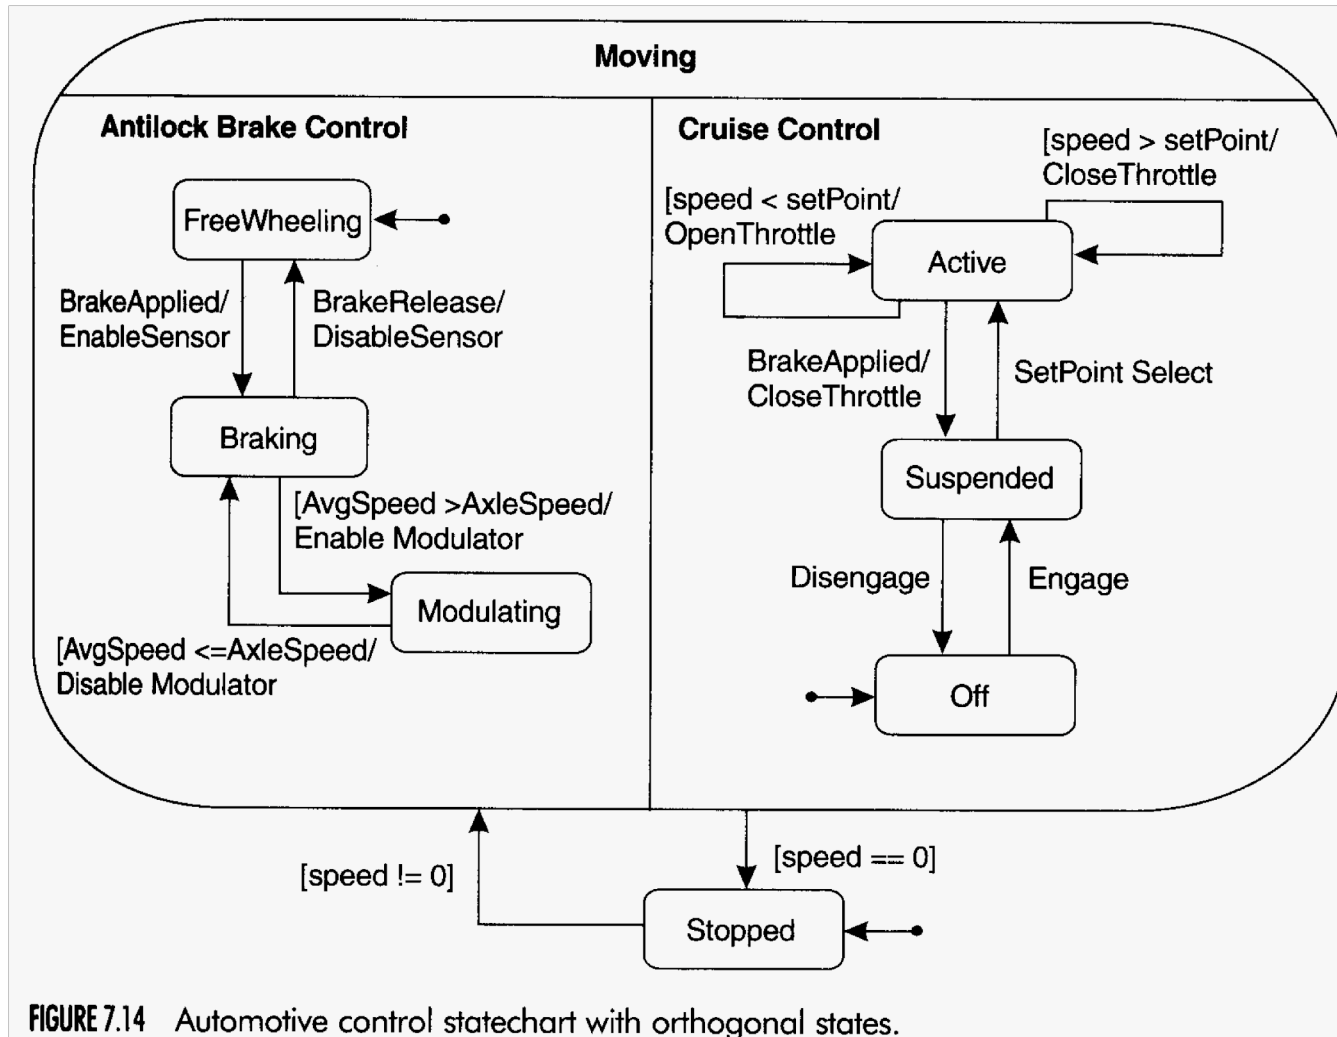 Moving
Antilock Brake Control
FreeWheeling
BrakeApplied/
EnableSensor
BrakeRelease/
DisableSensor
Braking
[AvgSpeed >AxleSpeed/
Enable Modulator
Modulating
[AvgSpeed <=AxleSpeed/
Disable Modulator
Cruise Control
[speed > setPoint/
CloseThrottle
[speed < setPoint/
OpenThrottle
Active
BrakeApplied/
CloseThrottle
SetPoint Select
Suspended
Disengage
Engage
Off
[speed != 0]
[speed == 0]
Stopped
FIGURE 7.14 Automotive control statechart with orthogonal states.